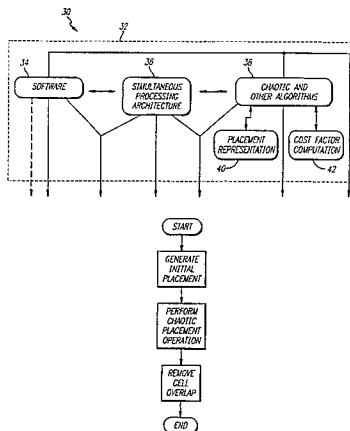 30
32
34
SOFTWARE
36
SIMULTANEOUS
PROCESSING
ARCHITECTURE
38
CHAOTIC AND
OTHER ALGORITHMS
PLACEMENT
REPRESENTATION
40
COST FACTOR
COMPUTATION
42
START
GENERATE
INITIAL
PLACEMENT
PERFORM
CHAOTIC
PLACEMENT
OPERATION
REMOVE
CELL
OVERLAP
END